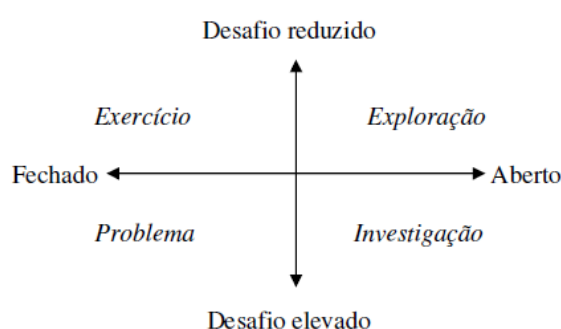 Desafio reduzido
Exercício Exploração
Fechado Aberto
Problema Investigação
Desafio elevado